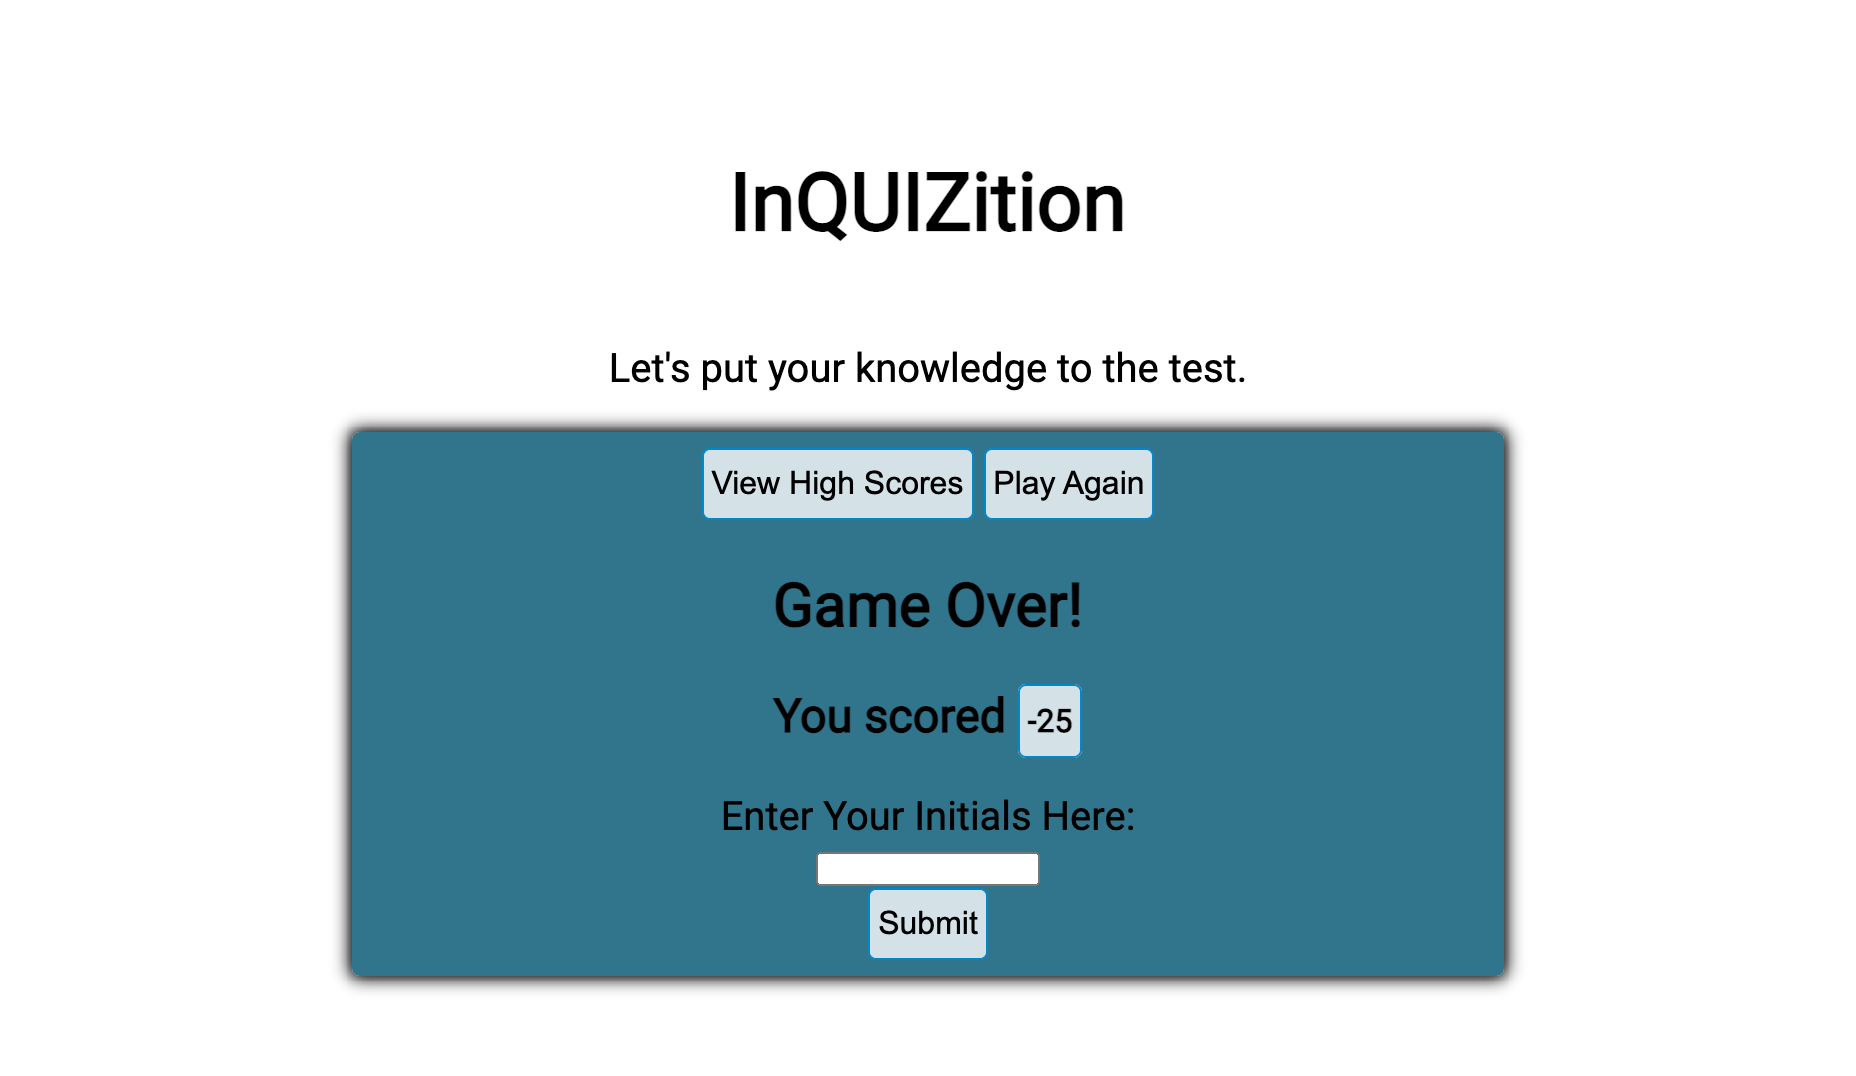 InQUIZition
Let's put your knowledge to the test.
View High Scores Play Again
Game Over!
You scored -25
Enter Your Initials Here:
Submit